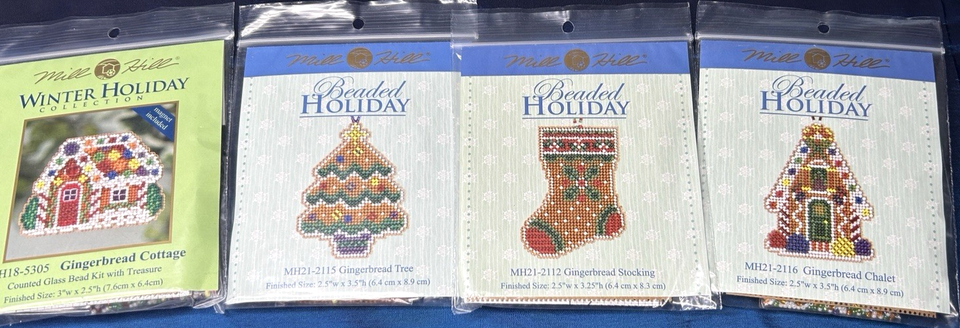 Mill Hill
WINTER HOLIDAY
COLLECTION
magnet
included
H18-5305 Gingerbread Cottage
Counted Glass Bead Kit with Treasure
Finished Size: 3"w x 2.5"h (7.6cm x 6.4cm)
Mill Hill
Beaded
HOLIDAY
MH21-2115 Gingerbread Tree
Finished Size: 2.5"w x 3.5"h (6.4 cm x 8.9 cm)
Mill Hill
Beaded
HOLIDAY
MH21-2112 Gingerbread Stocking
Finished Size: 2.5"w x 3.25"h (6.4 cm x 8.3 cm)
Mill Hill
Beaded
HOLIDAY
MH21-2116 Gingerbread Chalet
Finished Size: 2.5"w x 3.5"h (6.4 cm x 8.9 cm)